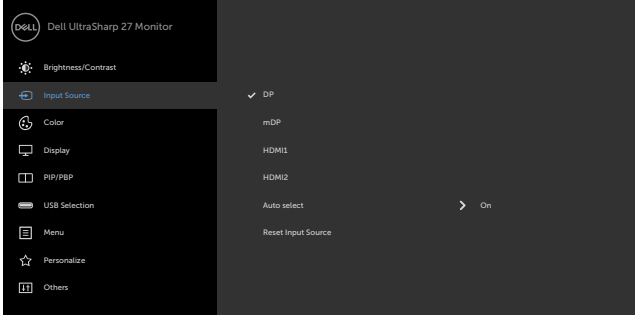 DELL Dell UltraSharp 27 Monitor
Brightness/Contrast
Input Source
DP
Color
mDP
Display
HDMI1
PIP/PBP
HDMI2
USB Selection
Auto select
On
Menu
Reset Input Source
Personalize
Others